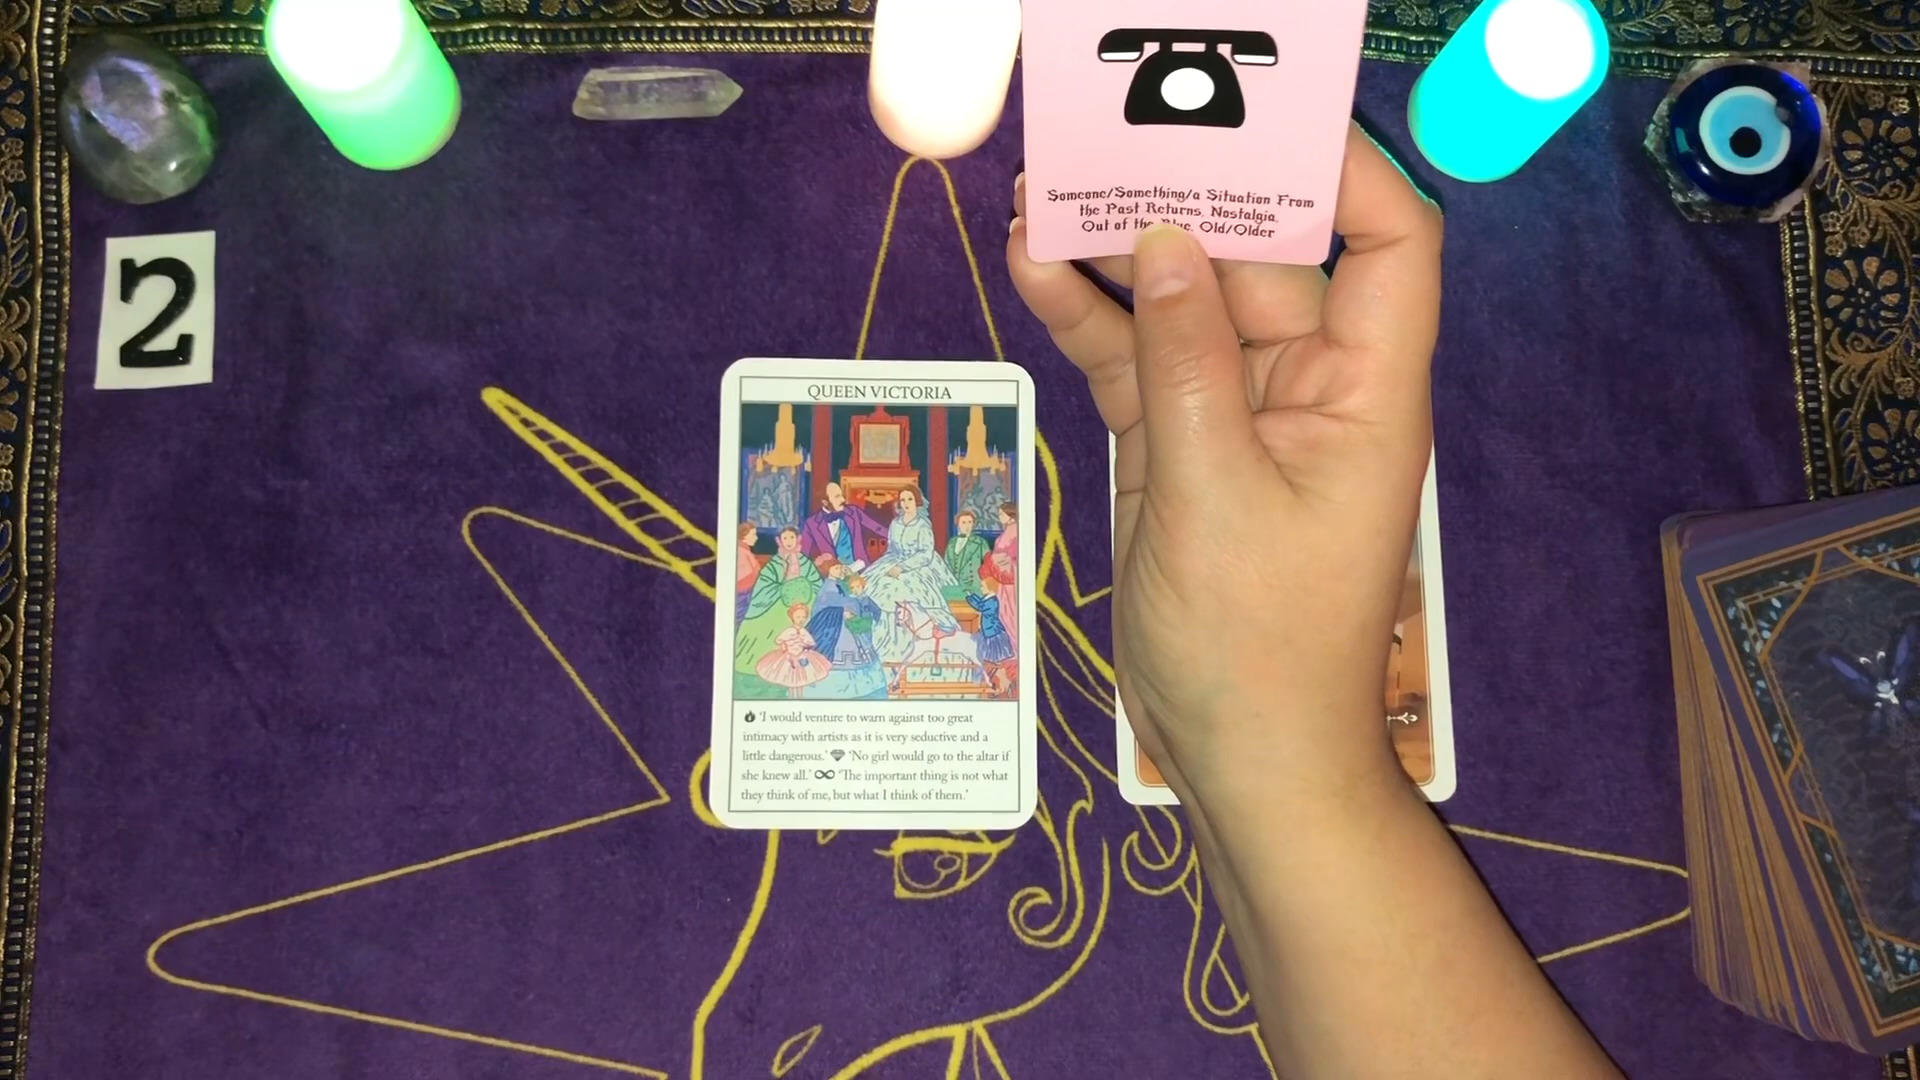 Someone/Something/a Situation From
the Past Returns, Nostalgia,
Out of the Blue, Old/Older
2
QUEEN VICTORIA
'I would venture to warn against too great
intimacy with artists as it is very seductive and a
little dangerous.' 'No girl would go to the altar if
she knew all.' 'The important thing is not what
they think of me, but what I think of them.'